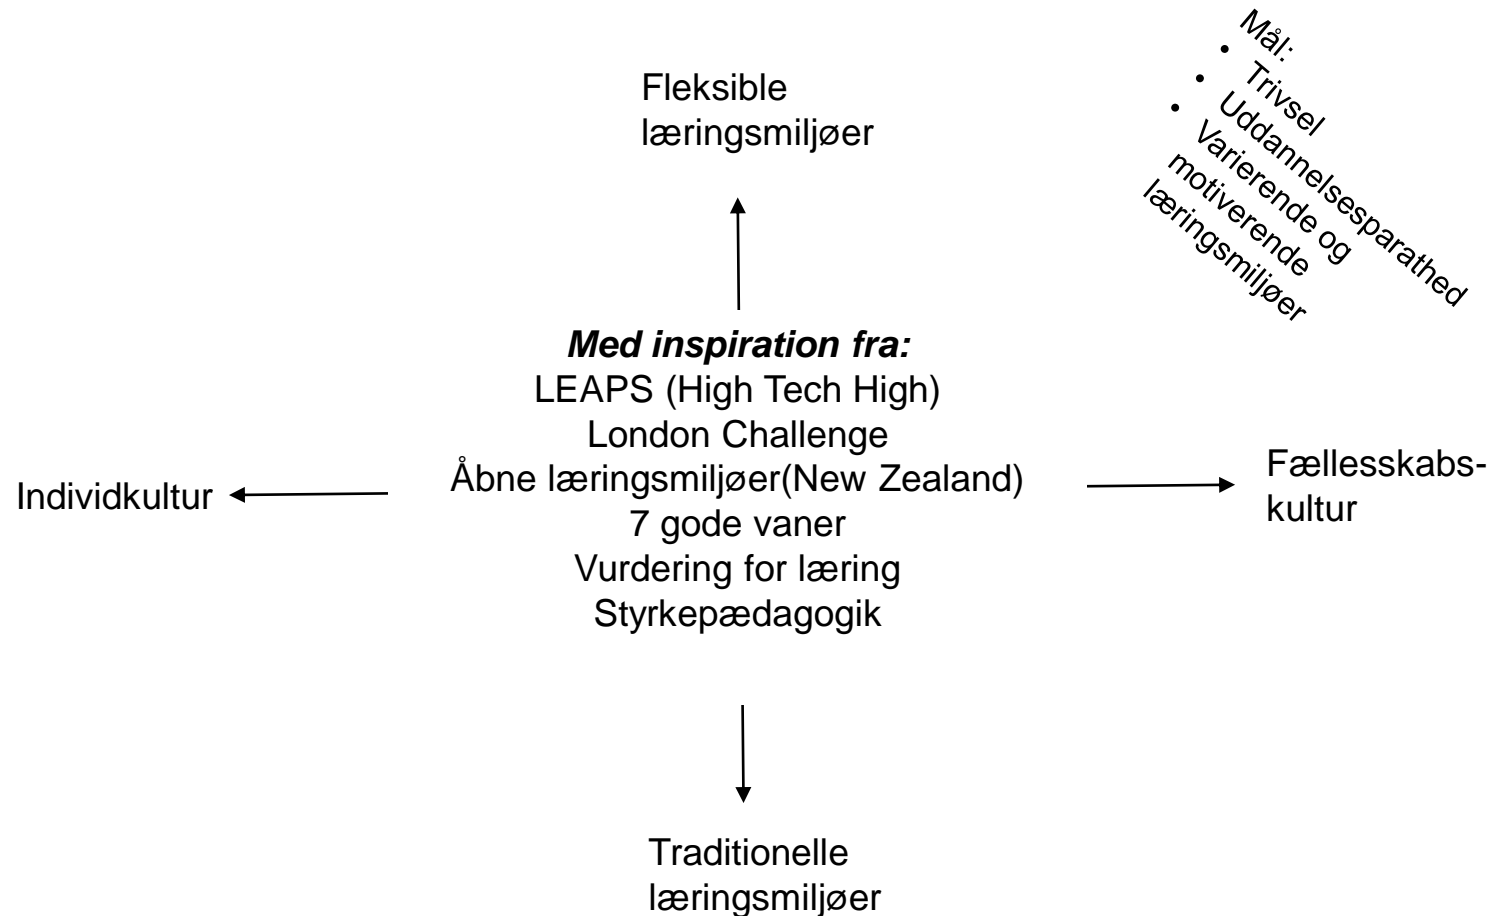 Mål:
• Trivsel
• Uddannelsesparathed
• Varierende og
motiverende
læringsmiljøer
Fleksible
læringsmiljøer
Med inspiration fra:
LEAPS (High Tech High)
London Challenge
Åbne læringsmiljøer(New Zealand)
7 gode vaner
Vurdering for læring
Styrkepædagogik
Individkultur
Fællesskabs-
kultur
Traditionelle
læringsmiljøer